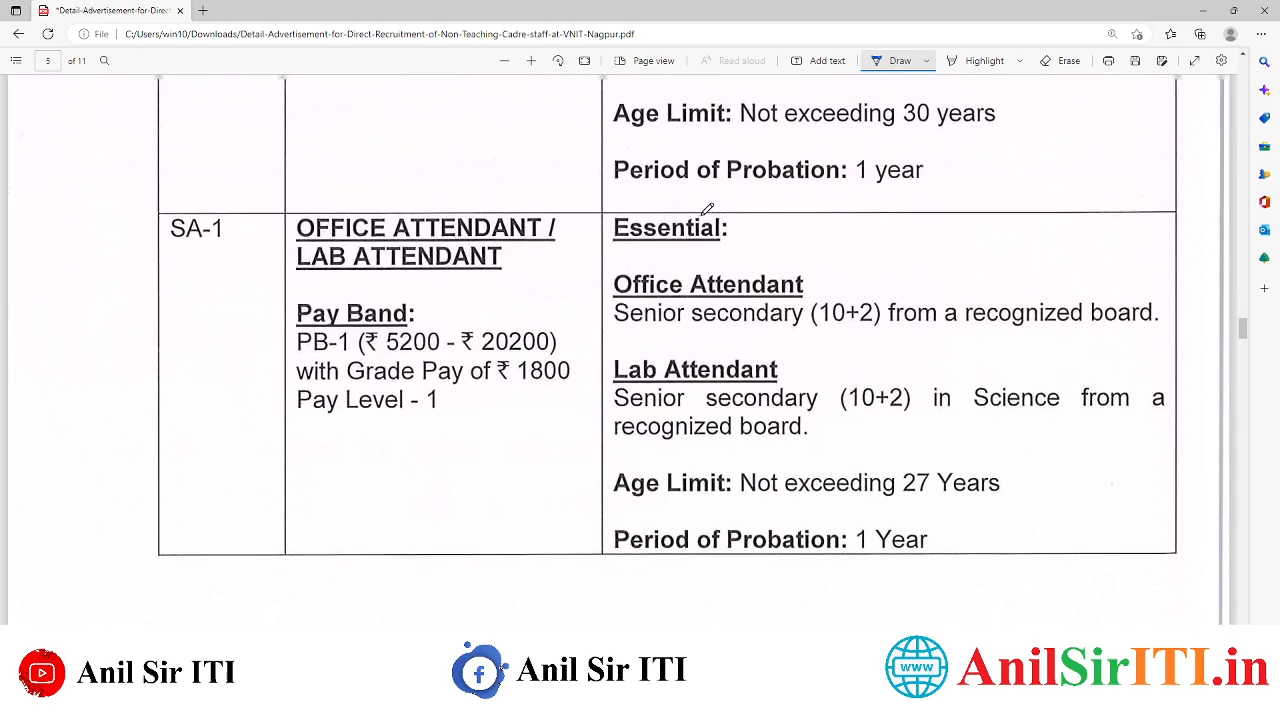 *Detail-Advertisement-for-Direct
File
C:/Users/win10/Downloads/Detail-Advertisement-for-Direct-Recruitment-of-Non-Teaching-Cadre-staff-at-VNIT-Nagpur.pdf
5 of 11
Page view
Read aloud
Add text
Draw
Highlight
Erase
Age Limit: Not exceeding 30 years
Period of Probation: 1 year
SA-1
OFFICE ATTENDANT /
LAB ATTENDANT
Pay Band:
PB-1 (₹ 5200 - ₹ 20200)
with Grade Pay of ₹ 1800
Pay Level - 1
Essential:
Office Attendant
Senior secondary (10+2) from a recognized board.
Lab Attendant
Senior secondary (10+2) in Science from a
recognized board.
Age Limit: Not exceeding 27 Years
Period of Probation: 1 Year
Anil Sir ITI
f
Anil Sir ITI
www
AnilSirITI.in